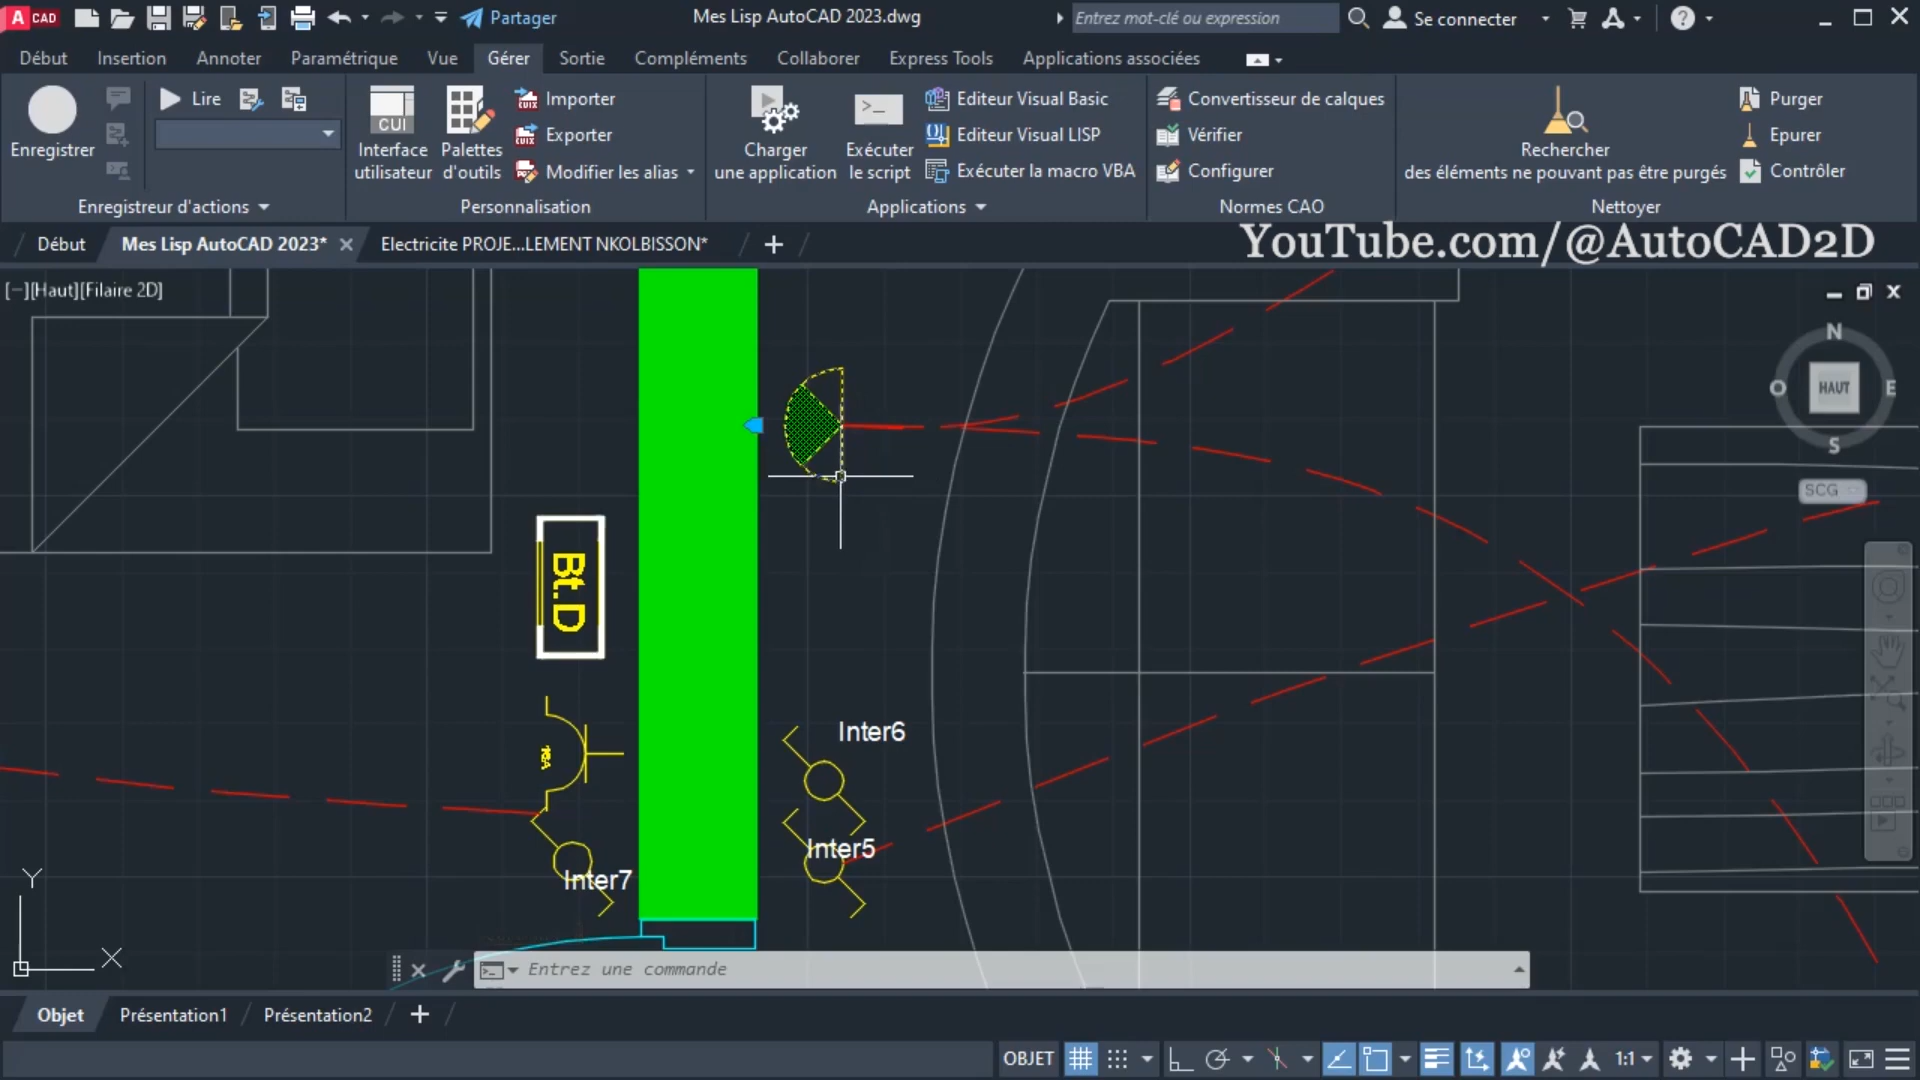 A CAD
Partager
Mes Lisp AutoCAD 2023.dwg
Entrez mot-clé ou expression
Se connecter
Début
Insertion
Annoter
Paramétrique
Vue
Gérer
Sortie
Compléments
Collaborer
Express Tools
Applications associées
Enregistrer
Lire
Enregistreur d'actions
CUI
Interface
utilisateur
Palettes
d'outils
Importer
Exporter
Modifier les alias
Personnalisation
Charger
une application
Exécuter
le script
Editeur Visual Basic
Editeur Visual LISP
Exécuter la macro VBA
Applications
Convertisseur de calques
Vérifier
Configurer
Normes CAO
Rechercher
des éléments ne pouvant pas être purgés
Purger
Epurer
Contrôler
Nettoyer
Début
Mes Lisp AutoCAD 2023*
Electricite PROJE...LEMENT NKOLBISSON*
YouTube.com/@AutoCAD2D
[−][Haut][Filaire 2D]
N
O
HAUT
E
S
SCG
Bt.D
16A
Inter6
Inter5
Inter7
Y
X
Entrez une commande
Objet
Présentation1
Présentation2
OBJET
1:1